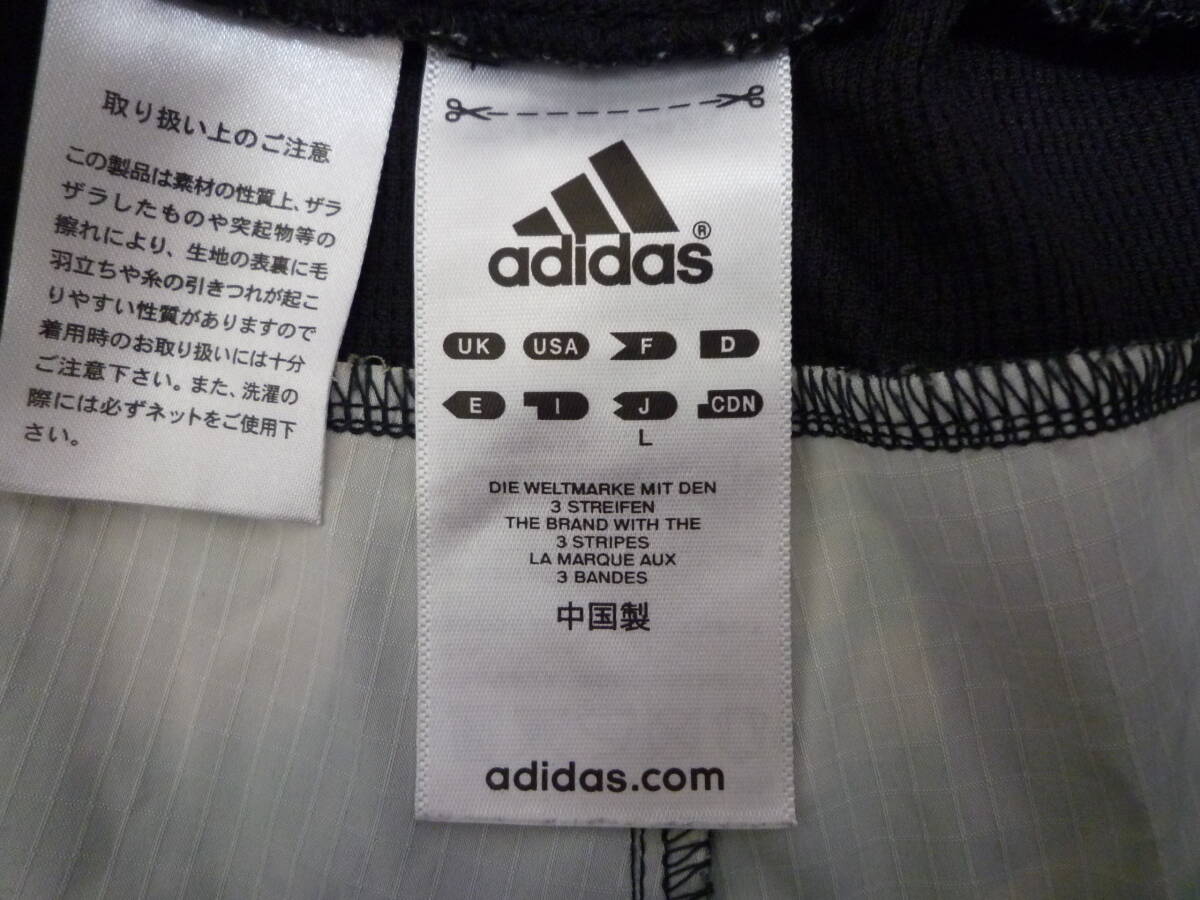 取り扱い上のご注意
この製品は素材の性質上、ザラ
ザラしたものや突起物等の
擦れにより、生地の表裏に毛
羽立ちや糸の引きつれが起こ
りやすい性質がありますので
着用時のお取り扱いには十分
ご注意下さい。また、洗濯の
際には必ずネットをご使用下
さい。
adidas®
UK USA F D
E I J CDN
L
DIE WELTMARKE MIT DEN
3 STREIFEN
THE BRAND WITH THE
3 STRIPES
LA MARQUE AUX
3 BANDES
中国製
adidas.com